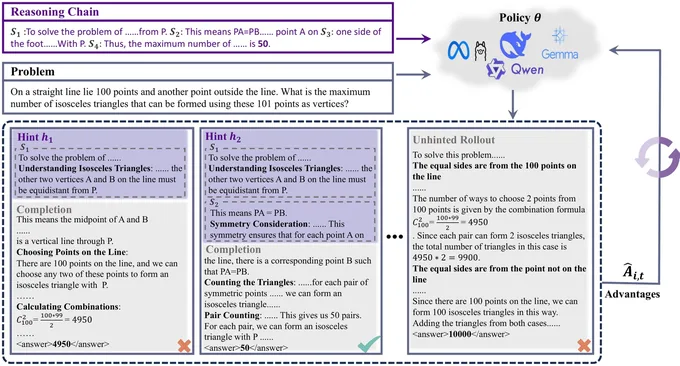 Reasoning Chain
S₁ :To solve the problem of ……from P. S₂: This means PA=PB…… point A on S₃: one side of
the foot……With P. S₄: Thus, the maximum number of …… is 50.
Problem
On a straight line lie 100 points and another point outside the line. What is the maximum
number of isosceles triangles that can be formed using these 101 points as vertices?
Policy θ
Gemma
Qwen
Hint h₁
S₁
To solve the problem of ……
Understanding Isosceles Triangles: …… the
other two vertices A and B on the line must
be equidistant from P.
Completion
This means the midpoint of A and B
……
is a vertical line through P.
Choosing Points on the Line:
There are 100 points on the line, and we can
choose any two of these points to form an
isosceles triangle with P.
……
Calculating Combinations:
C²₁₀₀= 100*99/2 = 4950
……
<answer>4950</answer>
Hint h₂
S₁
To solve the problem of ……
Understanding Isosceles Triangles: …… the
other two vertices A and B on the line must
be equidistant from P.
S₂
This means PA = PB.
Symmetry Consideration: …… This
symmetry ensures that for each point A on
Completion
the line, there is a corresponding point B such
that PA=PB.
Counting the Triangles: ……for each pair of
symmetric points …… we can form an
isosceles triangle……
Pair Counting: …… This gives us 50 pairs.
For each pair, we can form an isosceles
triangle with P ……
<answer>50</answer>
•••
Unhinted Rollout
To solve this problem……
The equal sides are from the 100 points on
the line
……
The number of ways to choose 2 points from
100 points is given by the combination formula
C²₁₀₀= 100*99/2 = 4950
. Since each pair can form 2 isosceles triangles,
the total number of triangles in this case is
4950 * 2 = 9900.
The equal sides are from the point not on the
line
……
Since there are 100 points on the line, we can
form 100 isosceles triangles in this way.
Adding the triangles from both cases……
<answer>10000</answer>
Âᵢ,ₜ
Advantages